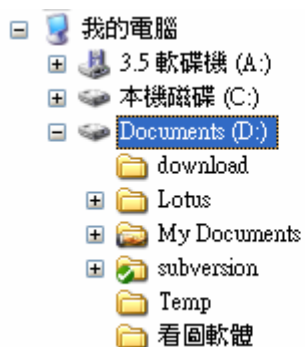 我的電腦
3.5 軟碟機 (A:)
本機磁碟 (C:)
Documents (D:)
download
Lotus
My Documents
subversion
Temp
看圖軟體